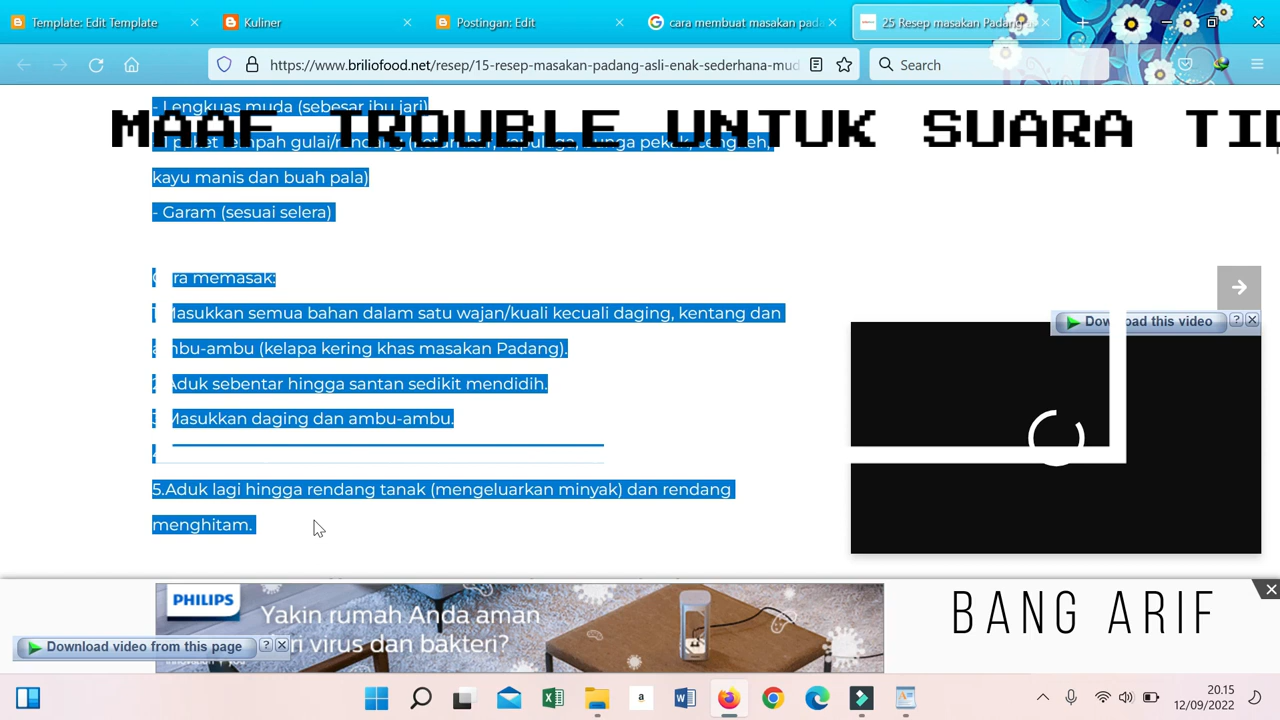 Template: Edit Template
Kuliner
Postingan: Edit
cara membuat masakan pada
25 Resep masakan Padang a
https://www.briliofood.net/resep/15-resep-masakan-padang-asli-enak-sederhana-mud
Search
- Lengkuas muda (sebesar ibu jari)
MAAF TROUBLE UNTUK SUARA TID
kayu manis dan buah pala)
- Garam (sesuai selera)
ra memasak:
Masukkan semua bahan dalam satu wajan/kuali kecuali daging, kentang dan
mbu-ambu (kelapa kering khas masakan Padang).
Aduk sebentar hingga santan sedikit mendidih.
Masukkan daging dan ambu-ambu.
5.Aduk lagi hingga rendang tanak (mengeluarkan minyak) dan rendang
menghitam.
Download this video
?
PHILIPS
Yakin rumah Anda aman
ri virus dan bakteri?
BANG ARIF
Download video from this page
?
a
20.15
12/09/2022